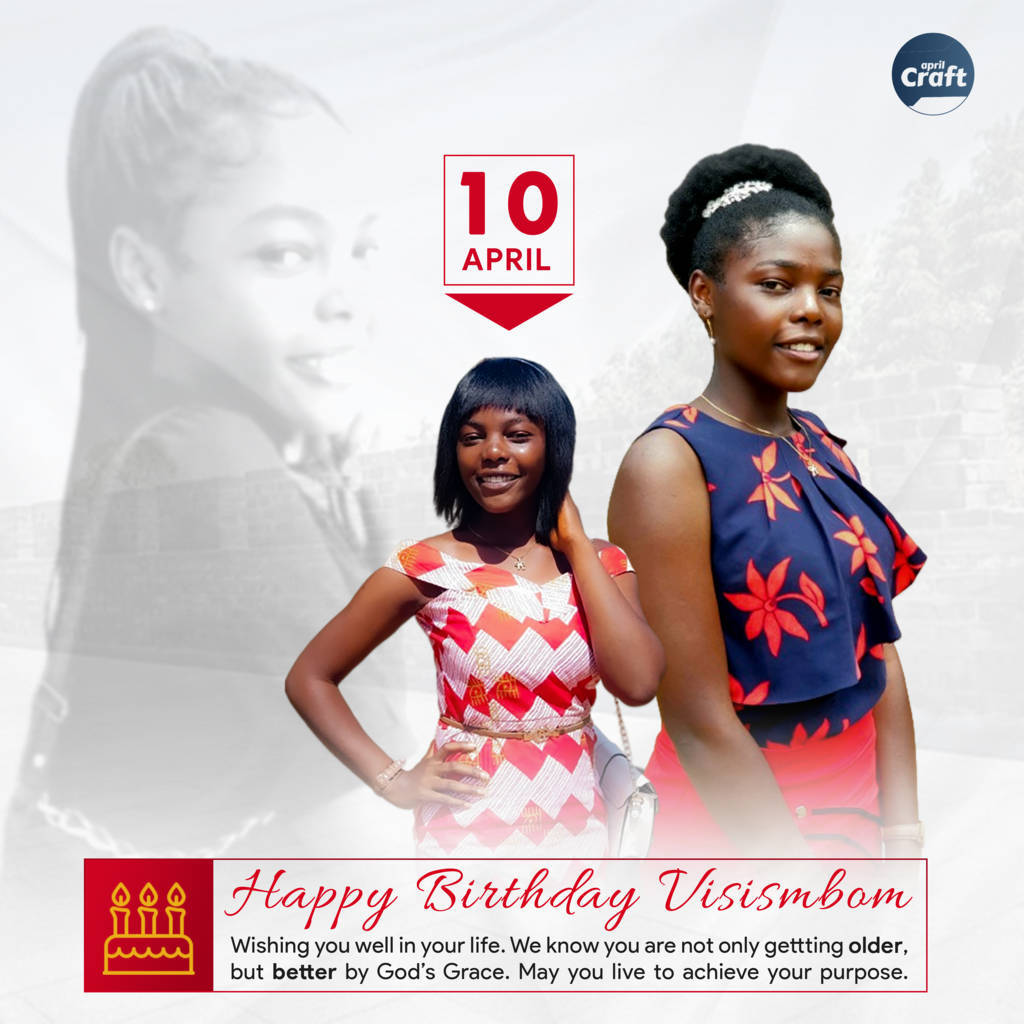 april
Craft
10
APRIL
Happy Birthday Visismbom
Wishing you well in your life. We know you are not only gettting older,
but better by God's Grace. May you live to achieve your purpose.